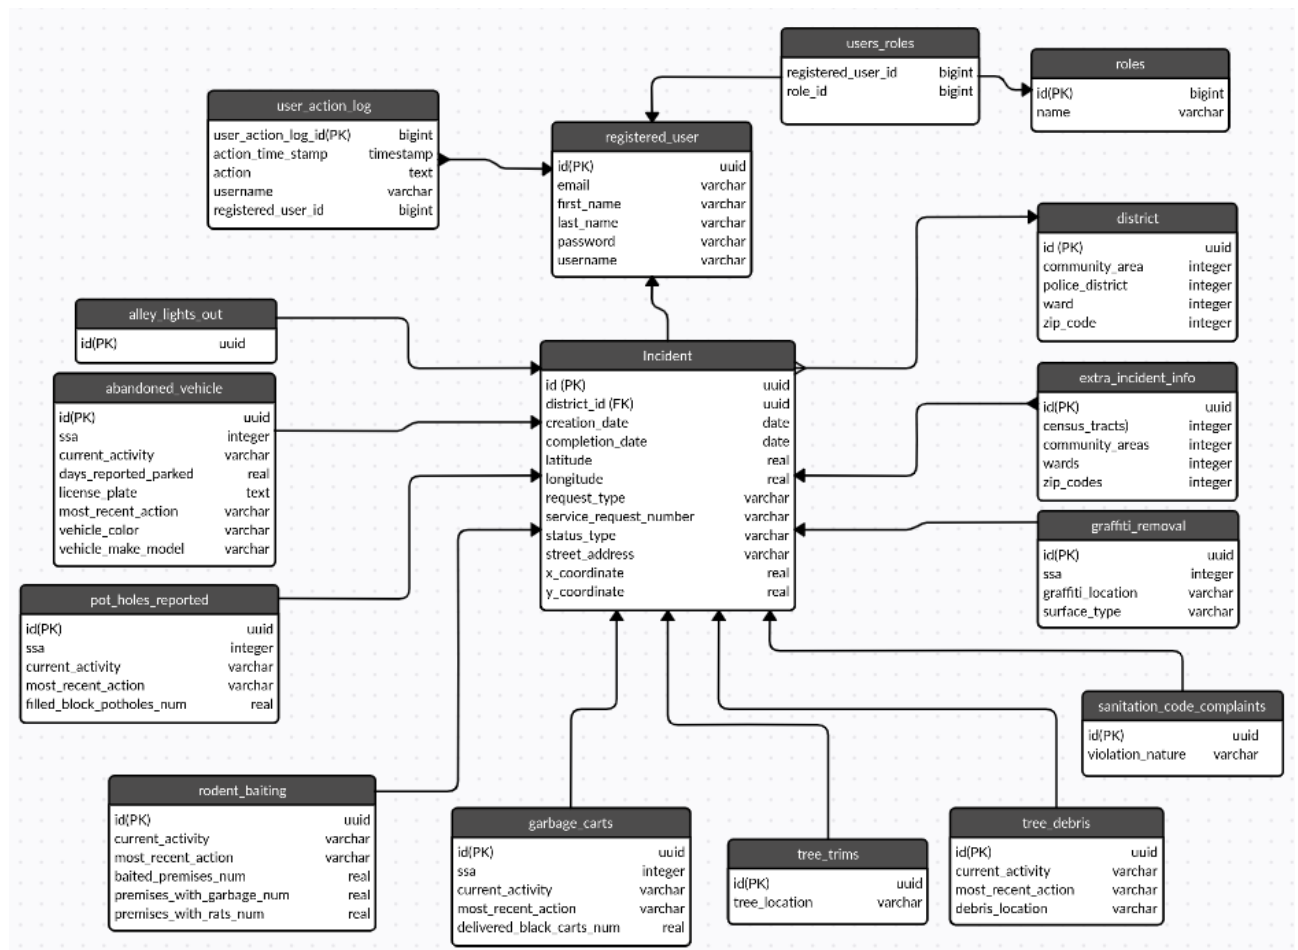 users_roles
registered_user_id bigint
role_id bigint
roles
id(PK) bigint
name varchar
user_action_log
user_action_log_id(PK) bigint
action_time_stamp timestamp
action text
username varchar
registered_user_id bigint
registered_user
id(PK) uuid
email varchar
first_name varchar
last_name varchar
password varchar
username varchar
district
id (PK) uuid
community_area integer
police_district integer
ward integer
zip_code integer
alley_lights_out
id(PK) uuid
Incident
id (PK) uuid
district_id (FK) uuid
creation_date date
completion_date date
latitude real
longitude real
request_type varchar
service_request_number varchar
status_type varchar
street_address varchar
x_coordinate real
y_coordinate real
abandoned_vehicle
id(PK) uuid
ssa integer
current_activity varchar
days_reported_parked real
license_plate text
most_recent_action varchar
vehicle_color varchar
vehicle_make_model varchar
extra_incident_info
id(PK) uuid
census_tracts) integer
community_areas integer
wards integer
zip_codes integer
graffiti_removal
id(PK) uuid
ssa integer
graffiti_location varchar
surface_type varchar
pot_holes_reported
id(PK) uuid
ssa integer
current_activity varchar
most_recent_action varchar
filled_block_potholes_num real
sanitation_code_complaints
id(PK) uuid
violation_nature varchar
rodent_baiting
id(PK) uuid
current_activity varchar
most_recent_action varchar
baited_premises_num real
premises_with_garbage_num real
premises_with_rats_num real
garbage_carts
id(PK) uuid
ssa integer
current_activity varchar
most_recent_action varchar
delivered_black_carts_num real
tree_trims
id(PK) uuid
tree_location varchar
tree_debris
id(PK) uuid
current_activity varchar
most_recent_action varchar
debris_location varchar